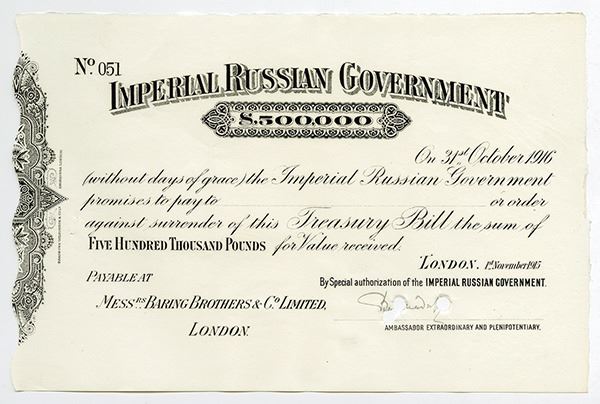 No. 051
IMPERIAL RUSSIAN GOVERNMENT
£.500.000
On 31st October 1916
(without days of grace) the Imperial Russian Government
promises to pay to or order
against surrender of this Treasury Bill the sum of
FIVE HUNDRED THOUSAND POUNDS for Value received.
LONDON. 1st November 1915
PAYABLE AT
By Special authorization of the IMPERIAL RUSSIAN GOVERNMENT.
MESSRS BARING BROTHERS & CO LIMITED,
LONDON.
AMBASSADOR EXTRAORDINARY AND PLENIPOTENTIARY.